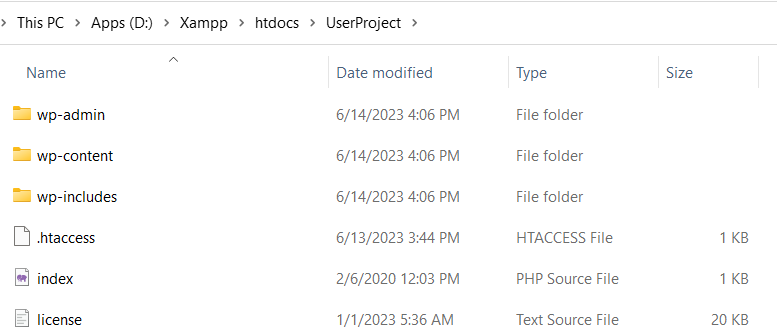 This PC > Apps (D:) > Xampp > htdocs > UserProject >
Name Date modified Type Size
wp-admin 6/14/2023 4:06 PM File folder
wp-content 6/14/2023 4:06 PM File folder
wp-includes 6/14/2023 4:06 PM File folder
.htaccess 6/13/2023 3:44 PM HTACCESS File 1 KB
index 2/6/2020 12:03 PM PHP Source File 1 KB
license 1/1/2023 5:36 AM Text Source File 20 KB